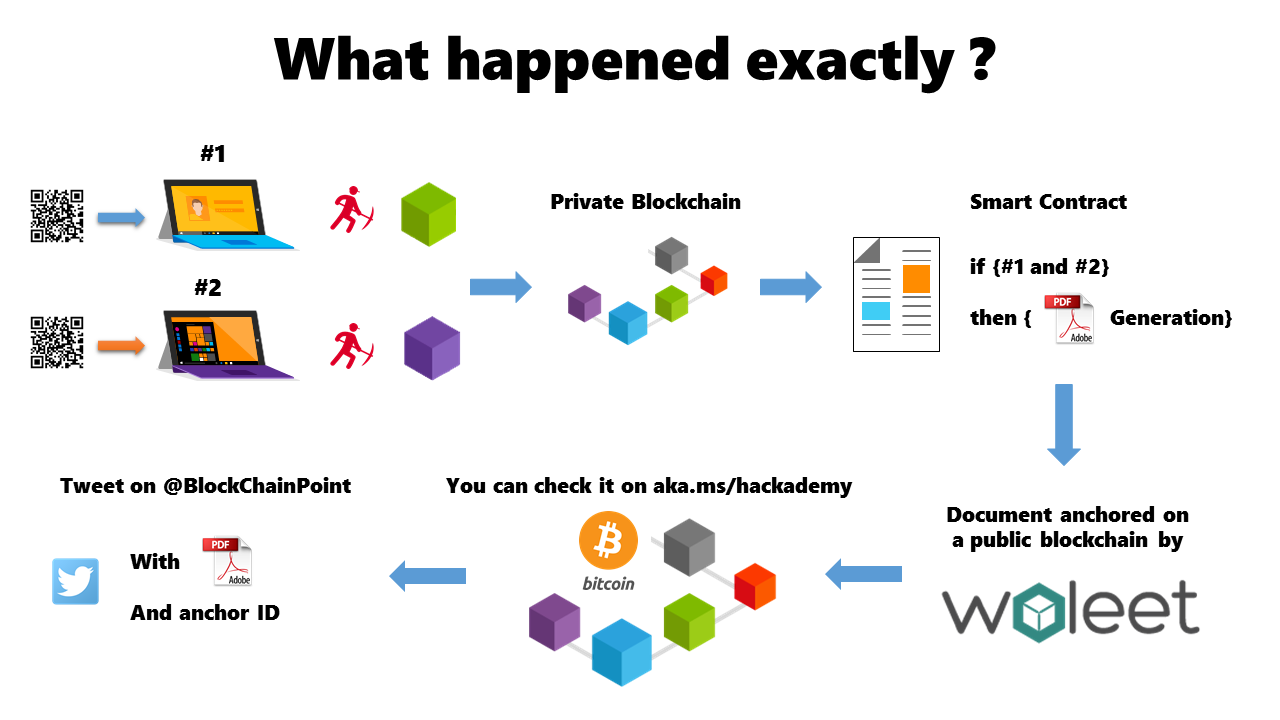 What happened exactly ?
#1
#2
Private Blockchain
Smart Contract
if {#1 and #2}
then { PDF Adobe Generation}
Document anchored on
a public blockchain by
woleet
You can check it on aka.ms/hackademy
bitcoin
Tweet on @BlockChainPoint
With PDF Adobe
And anchor ID